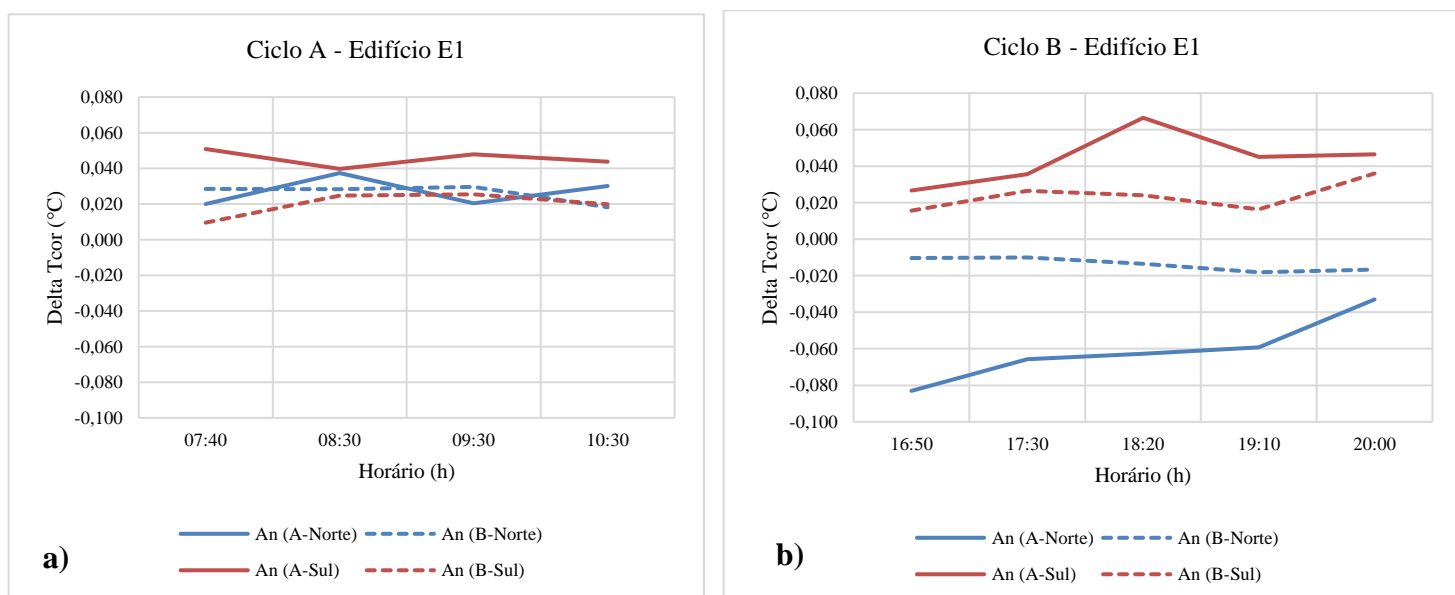 Ciclo A - Edifício E1
0,080
0,060
0,040
0,020
0,000
-0,020
-0,040
-0,060
-0,080
-0,100
Delta Tcor (°C)
07:40 08:30 09:30 10:30
Horário (h)
An (A-Norte) An (B-Norte)
An (A-Sul) An (B-Sul)
a)
Ciclo B - Edifício E1
0,080
0,060
0,040
0,020
0,000
-0,020
-0,040
-0,060
-0,080
-0,100
Delta Tcor (°C)
16:50 17:30 18:20 19:10 20:00
Horário (h)
An (A-Norte) An (B-Norte)
An (A-Sul) An (B-Sul)
b)